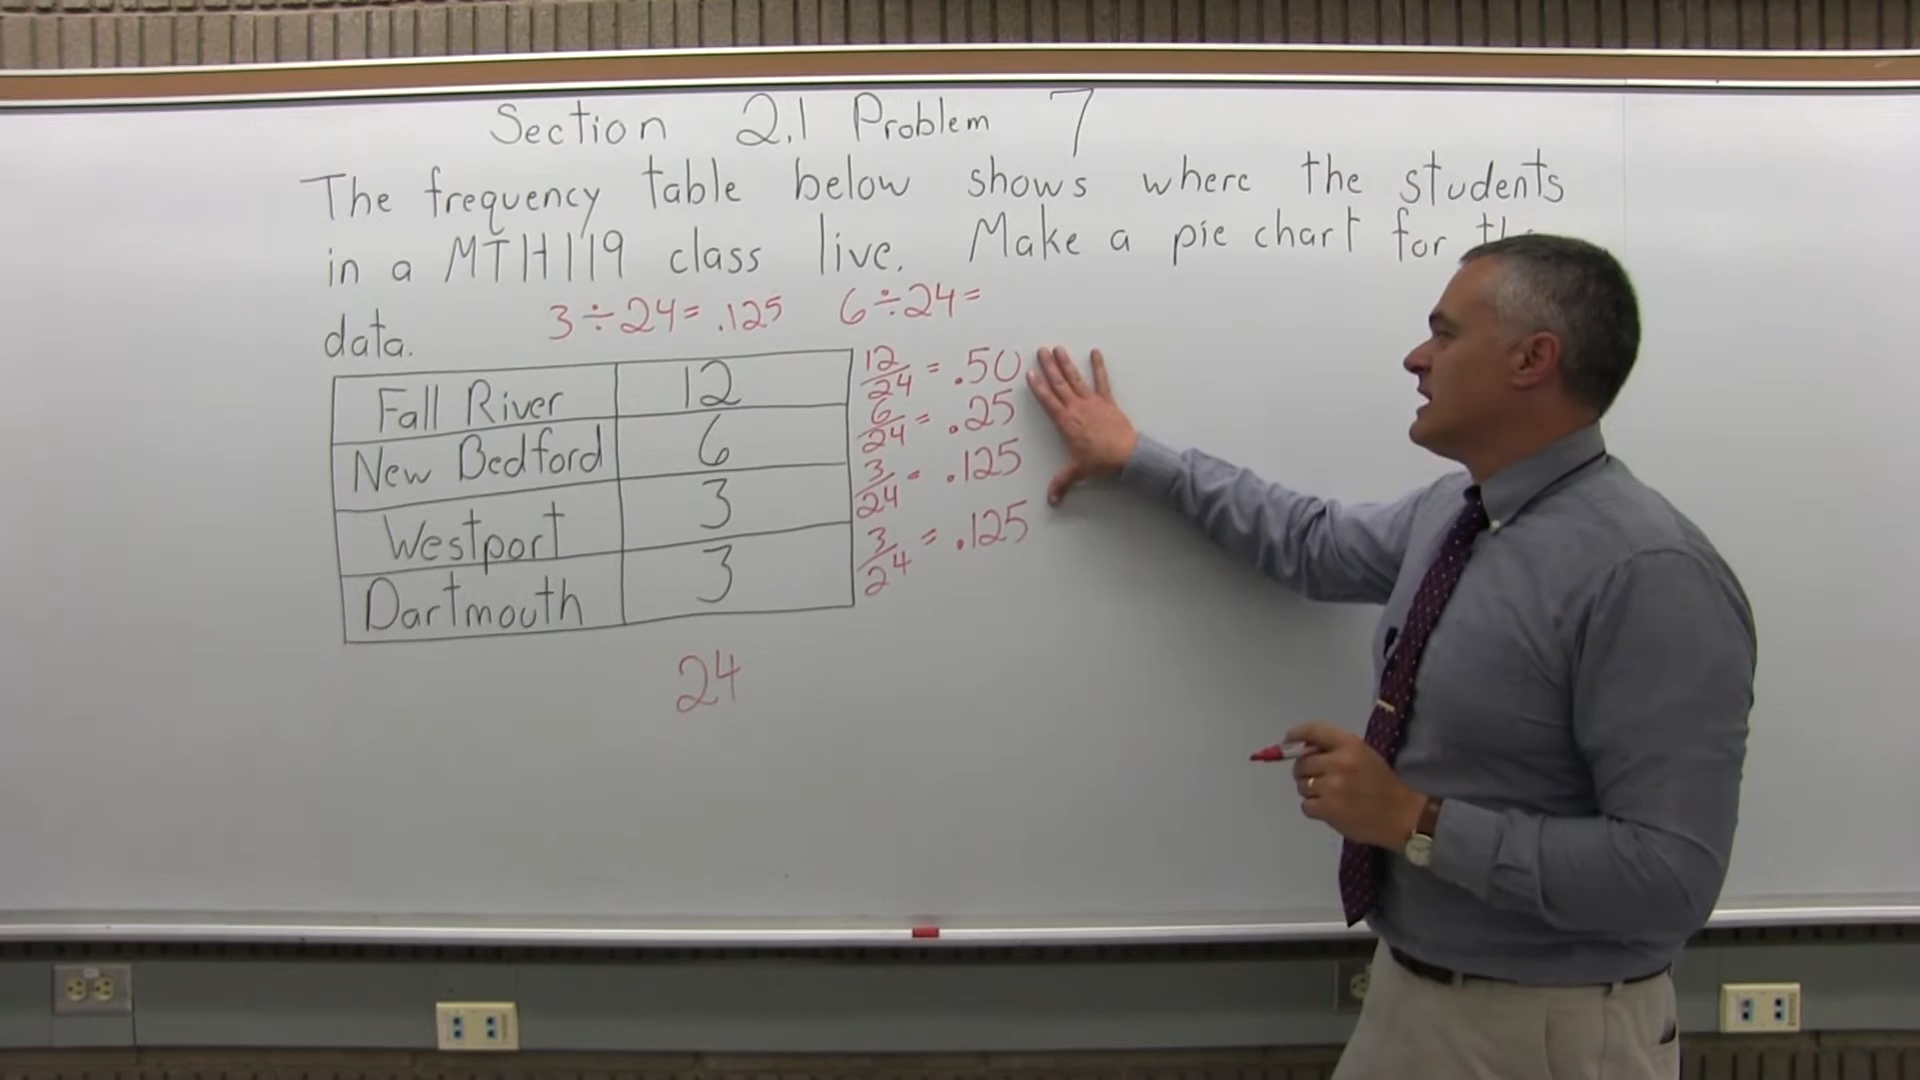 Section 2.1 Problem 7
The frequency table below shows where the students
in a MTH119 class live. Make a pie chart for
data.
3 ÷ 24 = .125 6 ÷ 24 =
Fall River 12 12/24 = .50
New Bedford 6 6/24 = .25
Westport 3 3/24 = .125
Dartmouth 3 3/24 = .125
24